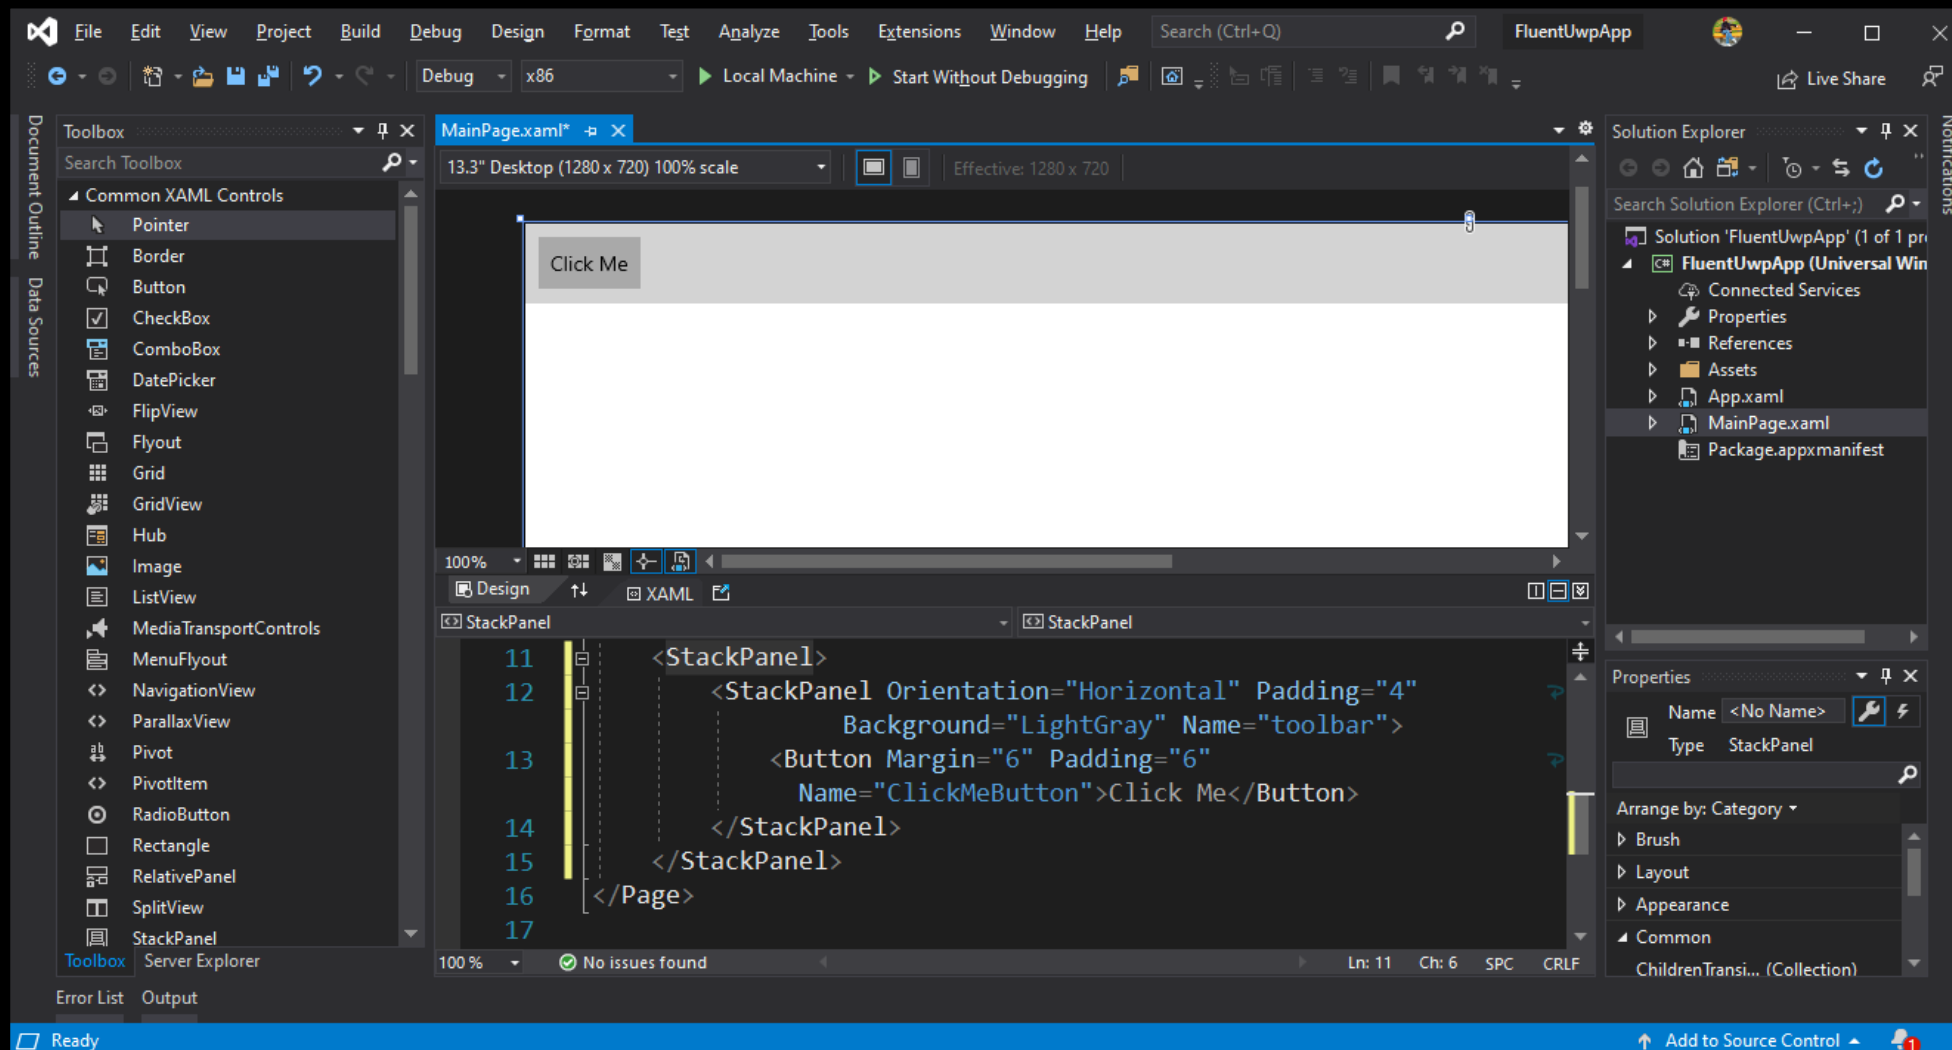 File Edit View Project Build Debug Design Format Test Analyze Tools Extensions Window Help Search (Ctrl+Q) FluentUwpApp
Debug x86 Local Machine Start Without Debugging Live Share
Document Outline
Data Sources
Toolbox
Search Toolbox
Common XAML Controls
Pointer
Border
Button
CheckBox
ComboBox
DatePicker
FlipView
Flyout
Grid
GridView
Hub
Image
ListView
MediaTransportControls
MenuFlyout
NavigationView
ParallaxView
Pivot
PivotItem
RadioButton
Rectangle
RelativePanel
SplitView
StackPanel
Toolbox Server Explorer
MainPage.xaml*
13.3" Desktop (1280 x 720) 100% scale Effective: 1280 x 720
Click Me
100%
Design XAML
StackPanel StackPanel
11 <StackPanel>
12 <StackPanel Orientation="Horizontal" Padding="4"
Background="LightGray" Name="toolbar">
13 <Button Margin="6" Padding="6"
Name="ClickMeButton">Click Me</Button>
14 </StackPanel>
15 </StackPanel>
16 </Page>
17
100 % No issues found Ln: 11 Ch: 6 SPC CRLF
Solution Explorer
Search Solution Explorer (Ctrl+;)
Solution 'FluentUwpApp' (1 of 1 pr
FluentUwpApp (Universal Win
Connected Services
Properties
References
Assets
App.xaml
MainPage.xaml
Package.appxmanifest
Properties
Name <No Name>
Type StackPanel
Arrange by: Category
Brush
Layout
Appearance
Common
ChildrenTransi... (Collection)
Notifications
Error List Output
Ready Add to Source Control 1